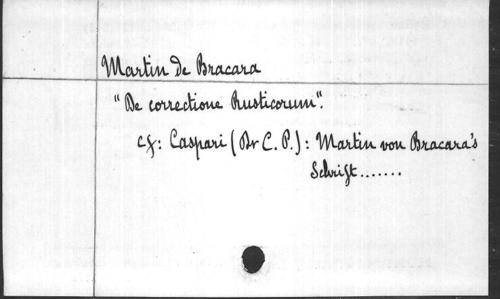 Martin de Bracara
"De correctione Rusticorum".
cf: Caspari (Dr C. P.): Martin von Bracara's
Schrift.......